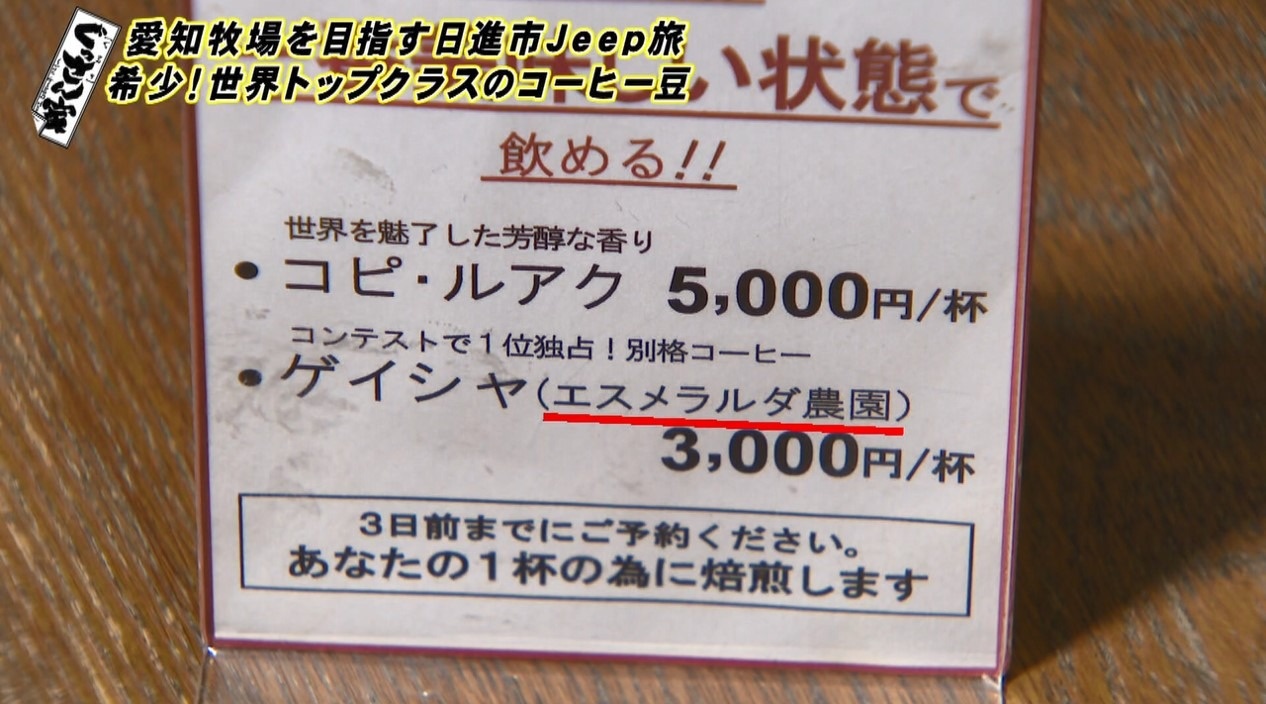 ぐっさん家
愛知牧場を目指す日進市Jeep旅
希少!世界トップクラスのコーヒー豆
い状態で
飲める!!
世界を魅了した芳醇な香り
•コピ・ルアク 5,000円/杯
コンテストで1位独占!別格コーヒー
•ゲイシャ(エスメラルダ農園)
3,000円/杯
3日前までにご予約ください。
あなたの1杯の為に焙煎します